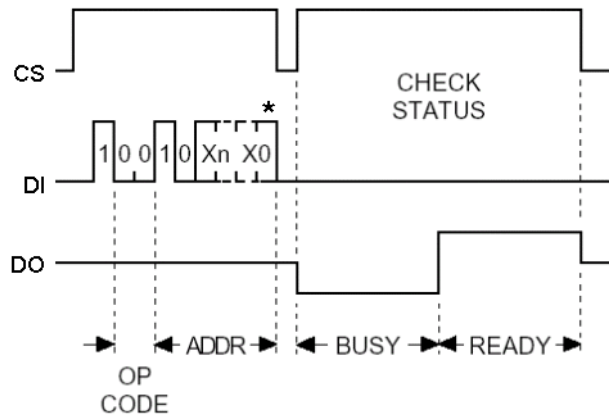 CS
CHECK
STATUS
*
DI
1 0 0 1 0 Xn X0
DO
ADDR
BUSY
READY
OP
CODE